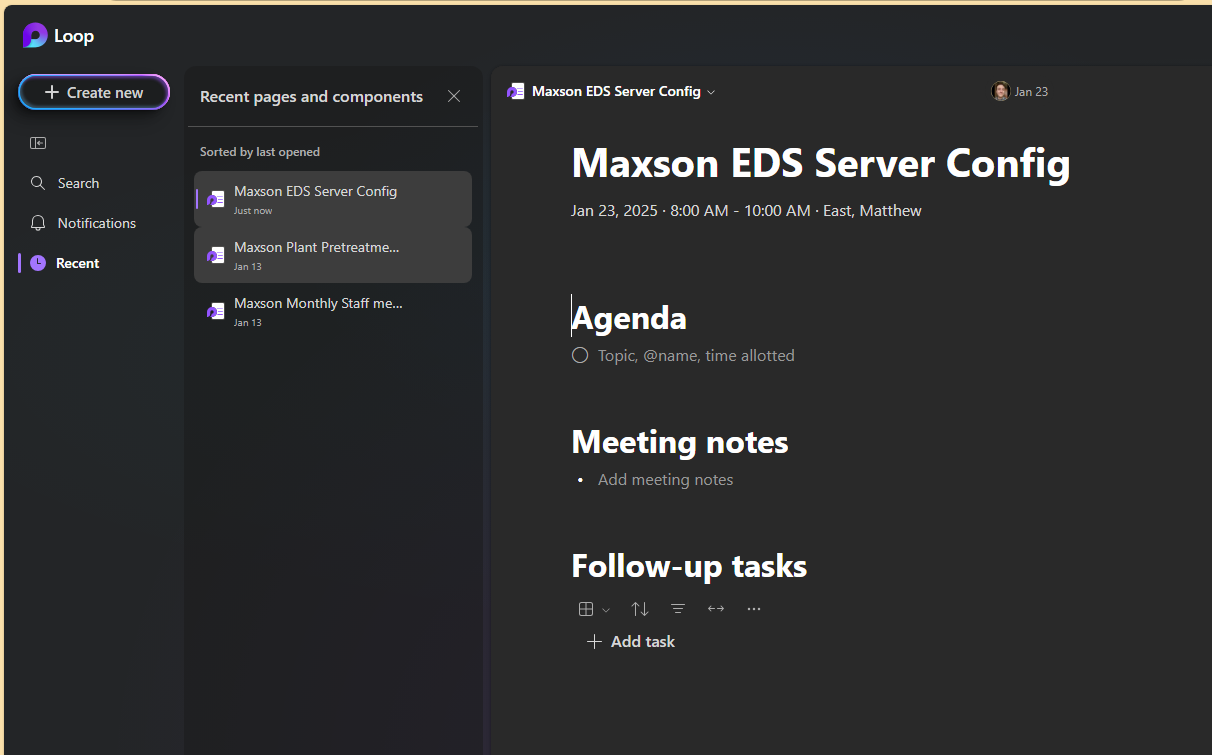 Loop
Create new
Search
Notifications
Recent
Recent pages and components
Sorted by last opened
Maxson EDS Server Config
Just now
Maxson Plant Pretreatme...
Jan 13
Maxson Monthly Staff me...
Jan 13
Maxson EDS Server Config
Jan 23
Maxson EDS Server Config
Jan 23, 2025 · 8:00 AM - 10:00 AM · East, Matthew
Agenda
Topic, @name, time allotted
Meeting notes
• Add meeting notes
Follow-up tasks
Add task